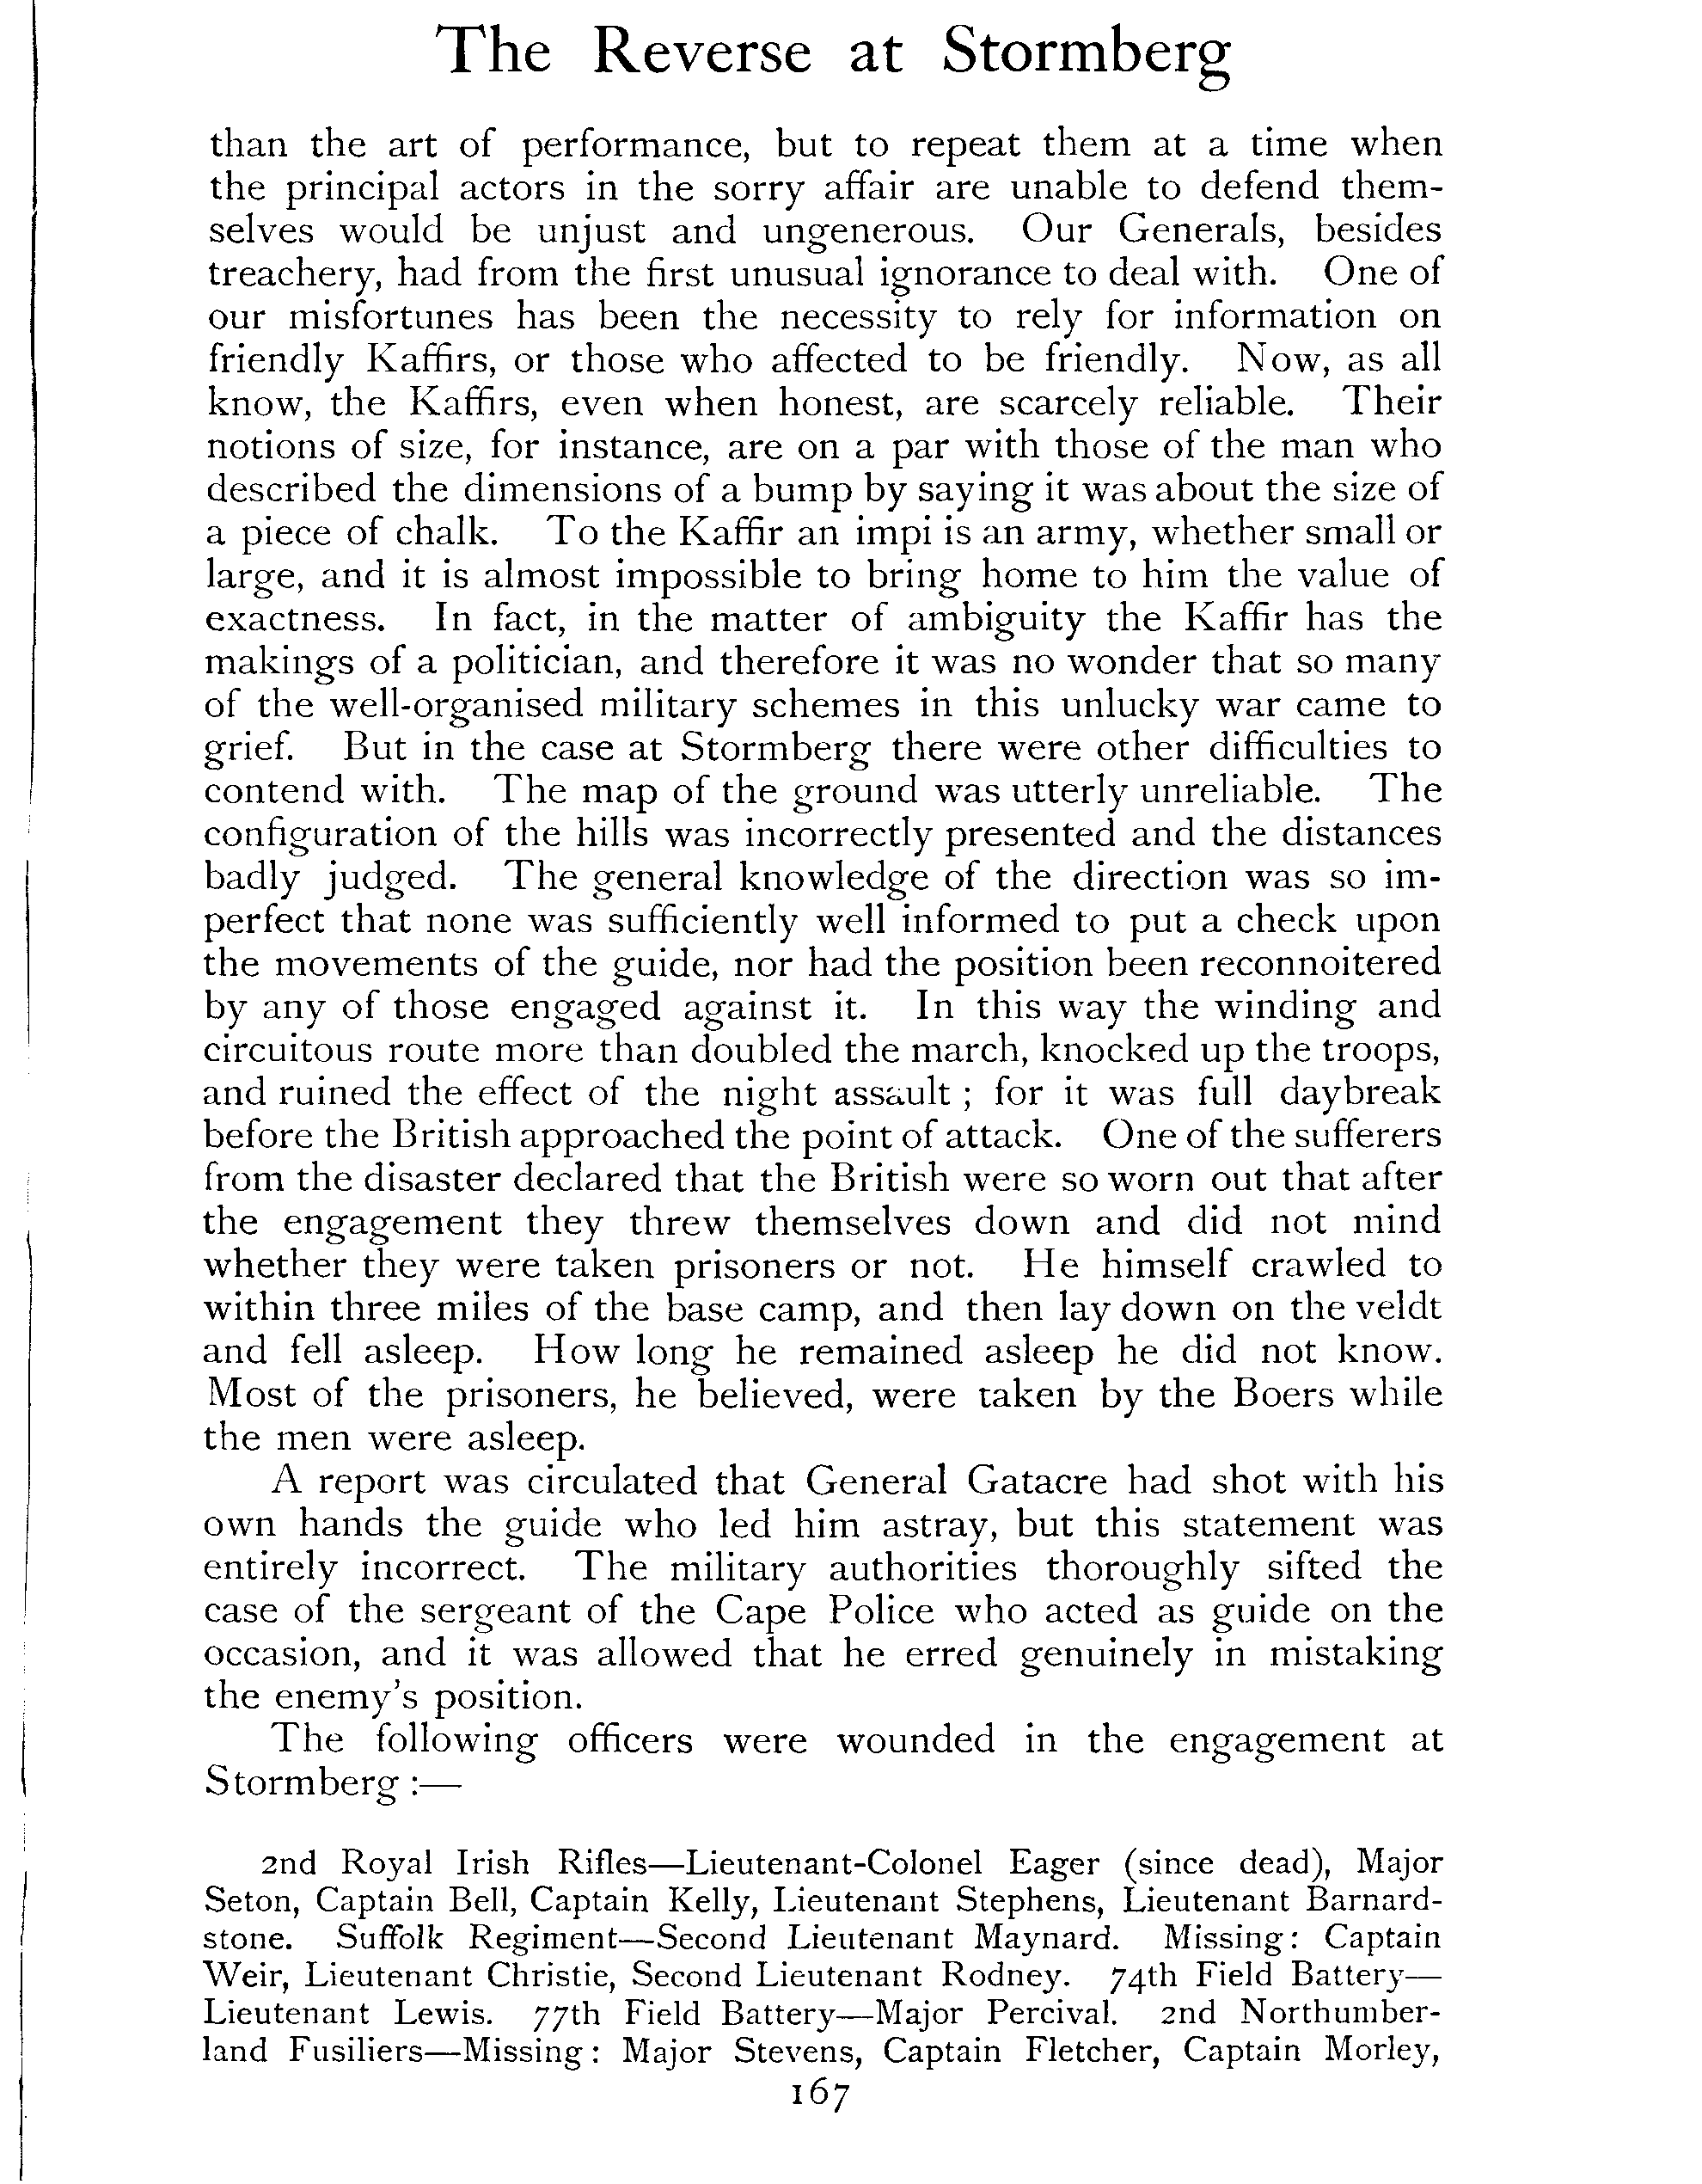 The Reverse at Stormberg
than the art of performance, but to repeat them at a time when
the principal actors in the sorry affair are unable to defend them-
selves would be unjust and ungenerous. Our Generals, besides
treachery, had from the first unusual ignorance to deal with. One of
our misfortunes has been the necessity to rely for information on
friendly Kaffirs, or those who affected to be friendly. Now, as all
know, the Kaffirs, even when honest, are scarcely reliable. Their
notions of size, for instance, are on a par with those of the man who
described the dimensions of a bump by saying it was about the size of
a piece of chalk. To the Kaffir an impi is an army, whether small or
large, and it is almost impossible to bring home to him the value of
exactness. In fact, in the matter of ambiguity the Kaffir has the
makings of a politician, and therefore it was no wonder that so many
of the well-organised military schemes in this unlucky war came to
grief. But in the case at Stormberg there were other difficulties to
contend with. The map of the ground was utterly unreliable. The
configuration of the hills was incorrectly presented and the distances
badly judged. The general knowledge of the direction was so im-
perfect that none was sufficiently well informed to put a check upon
the movements of the guide, nor had the position been reconnoitered
by any of those engaged against it. In this way the winding and
circuitous route more than doubled the march, knocked up the troops,
and ruined the effect of the night assault ; for it was full daybreak
before the British approached the point of attack. One of the sufferers
from the disaster declared that the British were so worn out that after
the engagement they threw themselves down and did not mind
whether they were taken prisoners or not. He himself crawled to
within three miles of the base camp, and then lay down on the veldt
and fell asleep. How long he remained asleep he did not know.
Most of the prisoners, he believed, were taken by the Boers while
the men were asleep.
A report was circulated that General Gatacre had shot with his
own hands the guide who led him astray, but this statement was
entirely incorrect. The military authorities thoroughly sifted the
case of the sergeant of the Cape Police who acted as guide on the
occasion, and it was allowed that he erred genuinely in mistaking
the enemy's position.
The following officers were wounded in the engagement at
Stormberg :—
2nd Royal Irish Rifles—Lieutenant-Colonel Eager (since dead), Major
Seton, Captain Bell, Captain Kelly, Lieutenant Stephens, Lieutenant Barnard-
stone. Suffolk Regiment—Second Lieutenant Maynard. Missing: Captain
Weir, Lieutenant Christie, Second Lieutenant Rodney. 74th Field Battery—
Lieutenant Lewis. 77th Field Battery—Major Percival. 2nd Northumber-
land Fusiliers—Missing: Major Stevens, Captain Fletcher, Captain Morley,
167